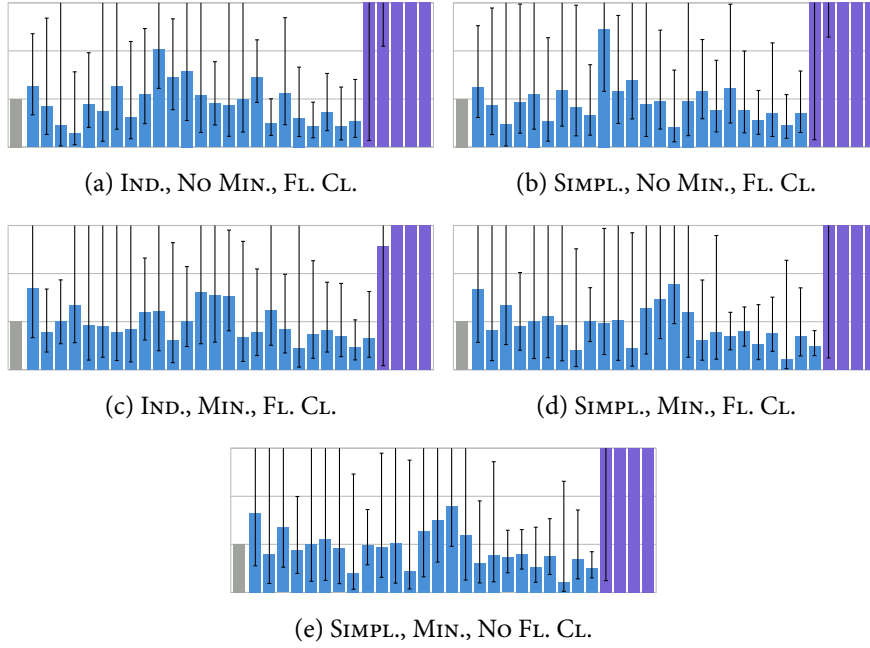 (a) Ind., No Min., Fl. Cl.
(b) Simpl., No Min., Fl. Cl.
(c) Ind., Min., Fl. Cl.
(d) Simpl., Min., Fl. Cl.
(e) Simpl., Min., No Fl. Cl.